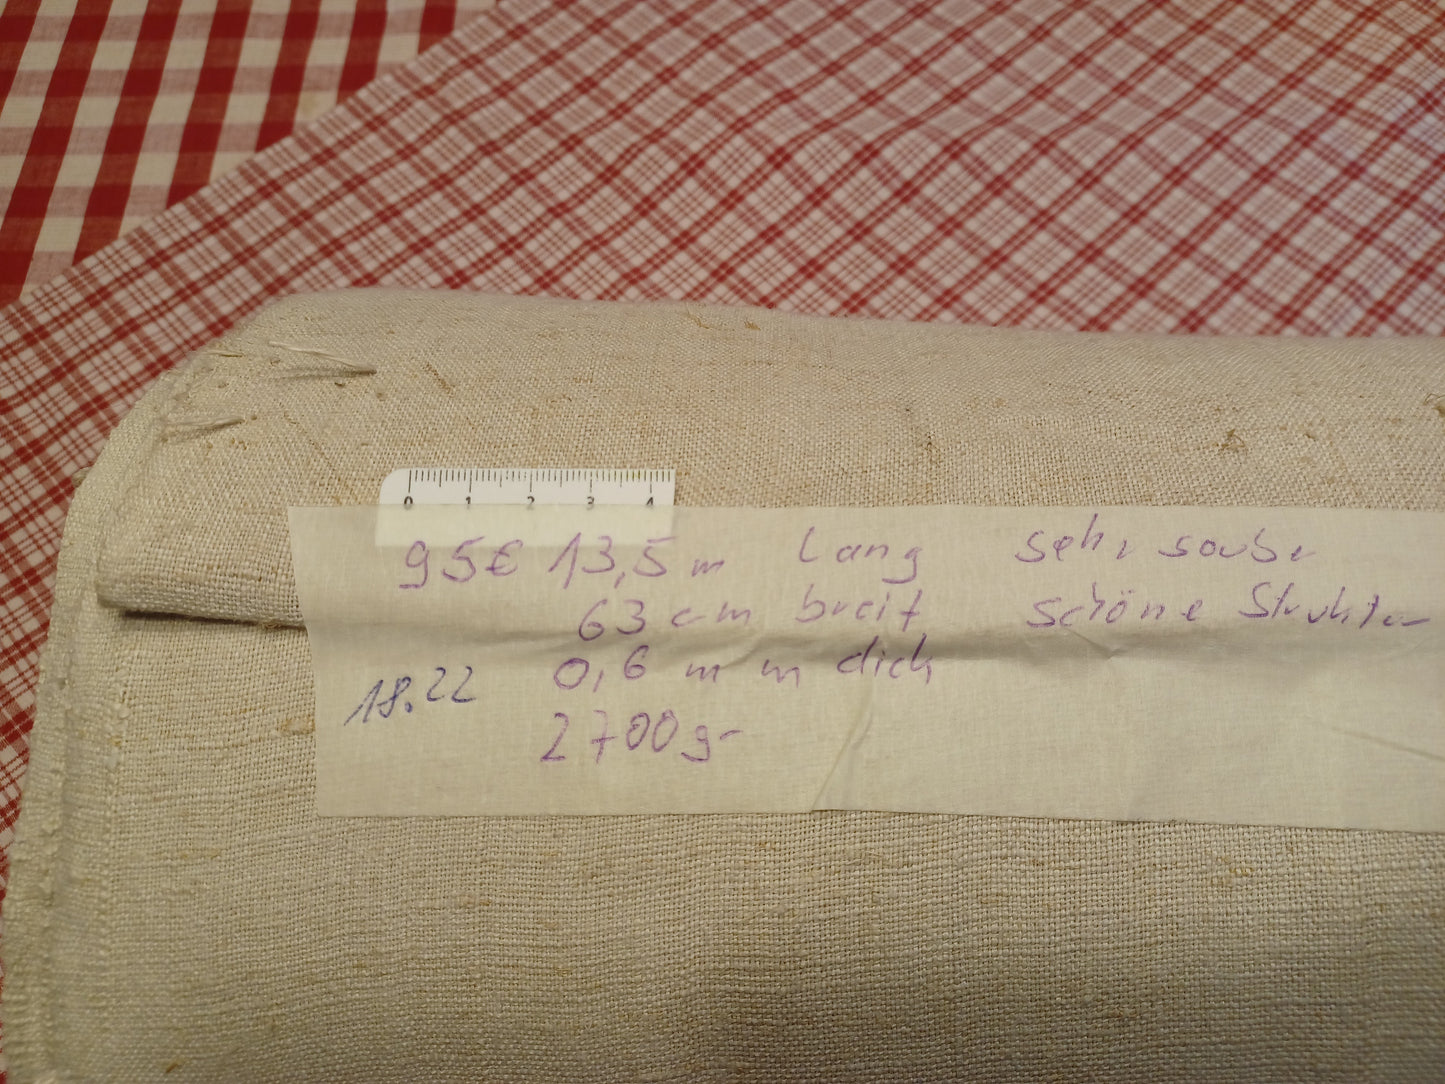 0 1 2 3 4
95€ 13,5 m lang sehr sauber
63 cm breit schöne Struktur
0,6 mm dick
18.22
2700g